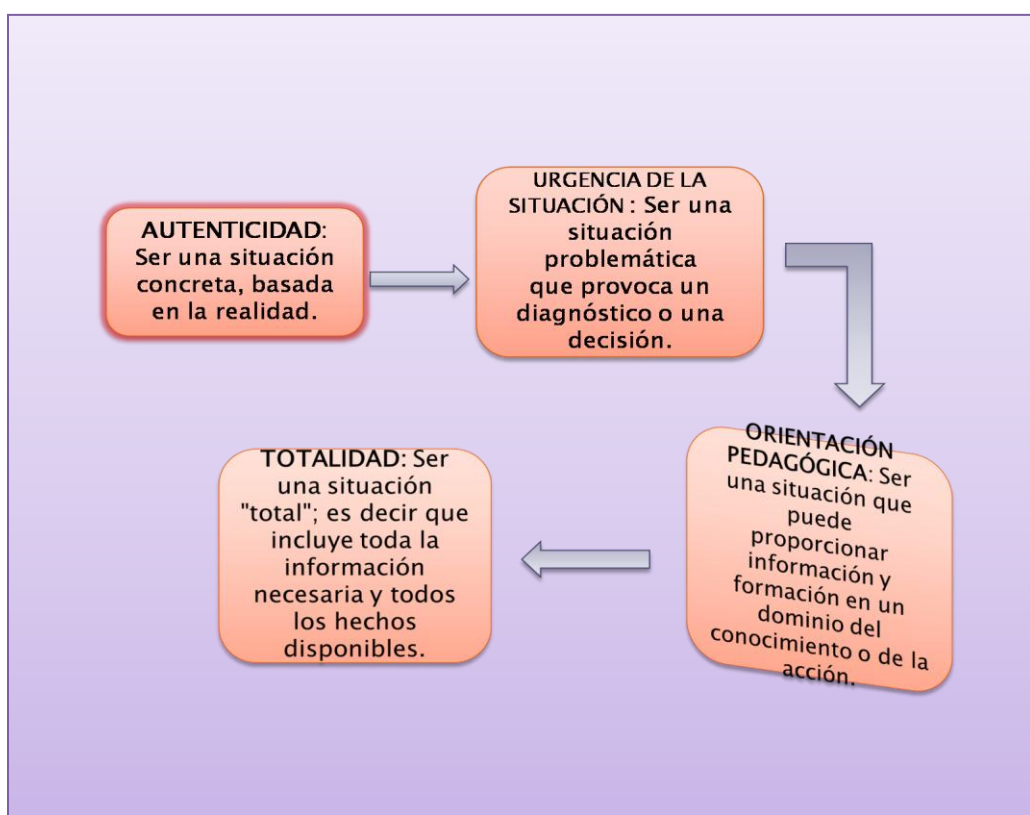 AUTENTICIDAD:
Ser una situación
concreta, basada
en la realidad.
URGENCIA DE LA
SITUACIÓN : Ser una
situación
problemática
que provoca un
diagnóstico o una
decisión.
ORIENTACIÓN
PEDAGÓGICA: Ser
una situación que
puede
proporcionar
información y
formación en un
dominio del
conocimiento o de la
acción.
TOTALIDAD: Ser
una situación
"total"; es decir que
incluye toda la
información
necesaria y todos
los hechos
disponibles.